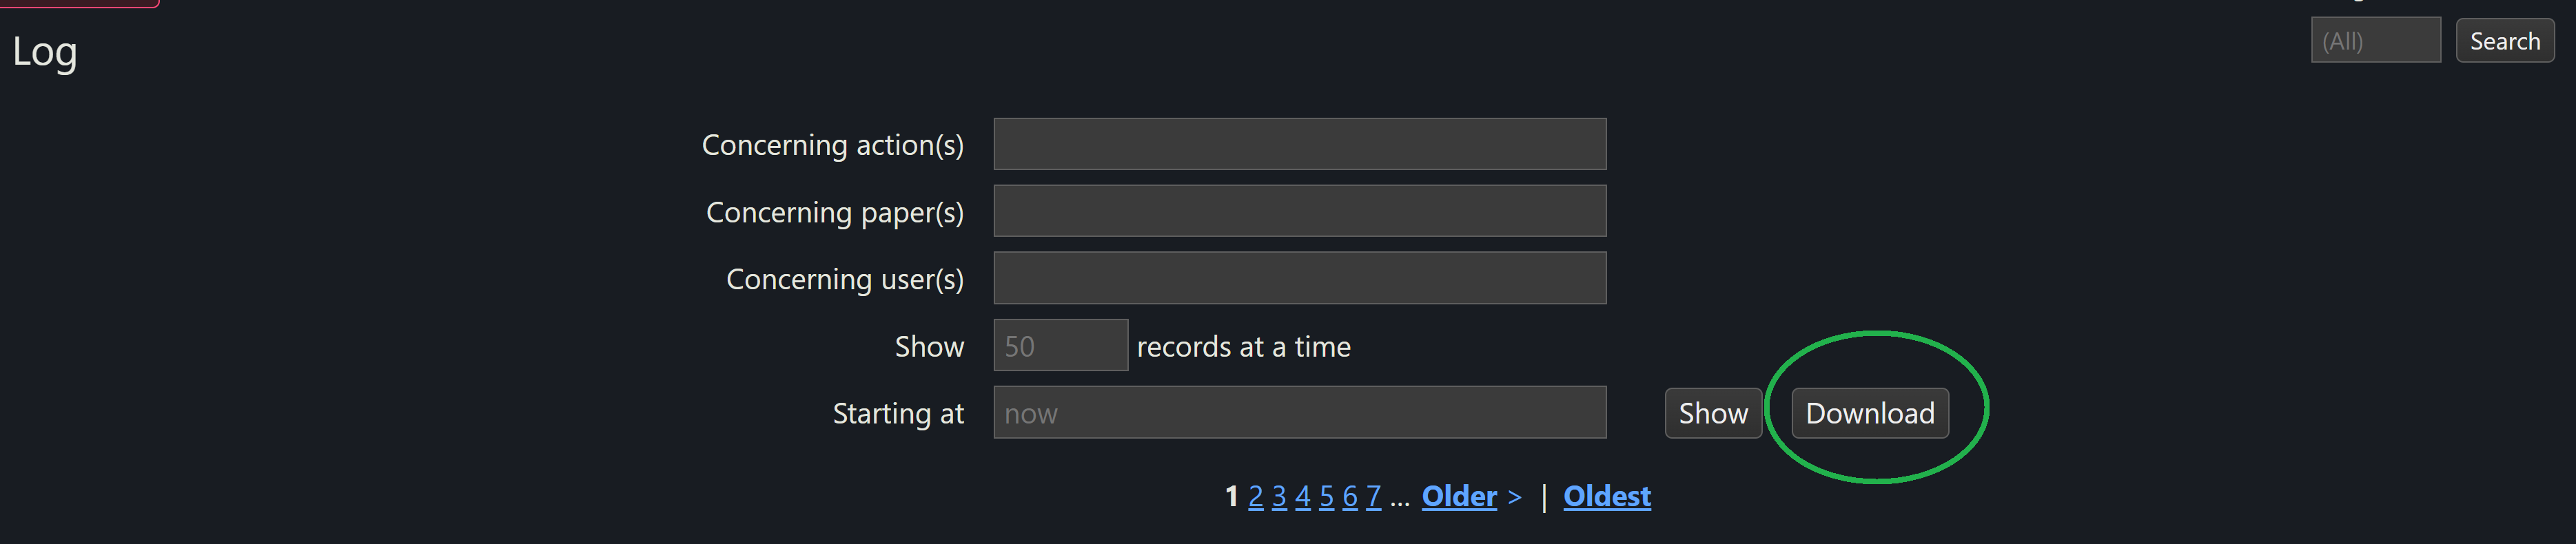 Log
(All) Search
Concerning action(s)
Concerning paper(s)
Concerning user(s)
Show 50 records at a time
Starting at now Show Download
1 2 3 4 5 6 7 ... Older > | Oldest